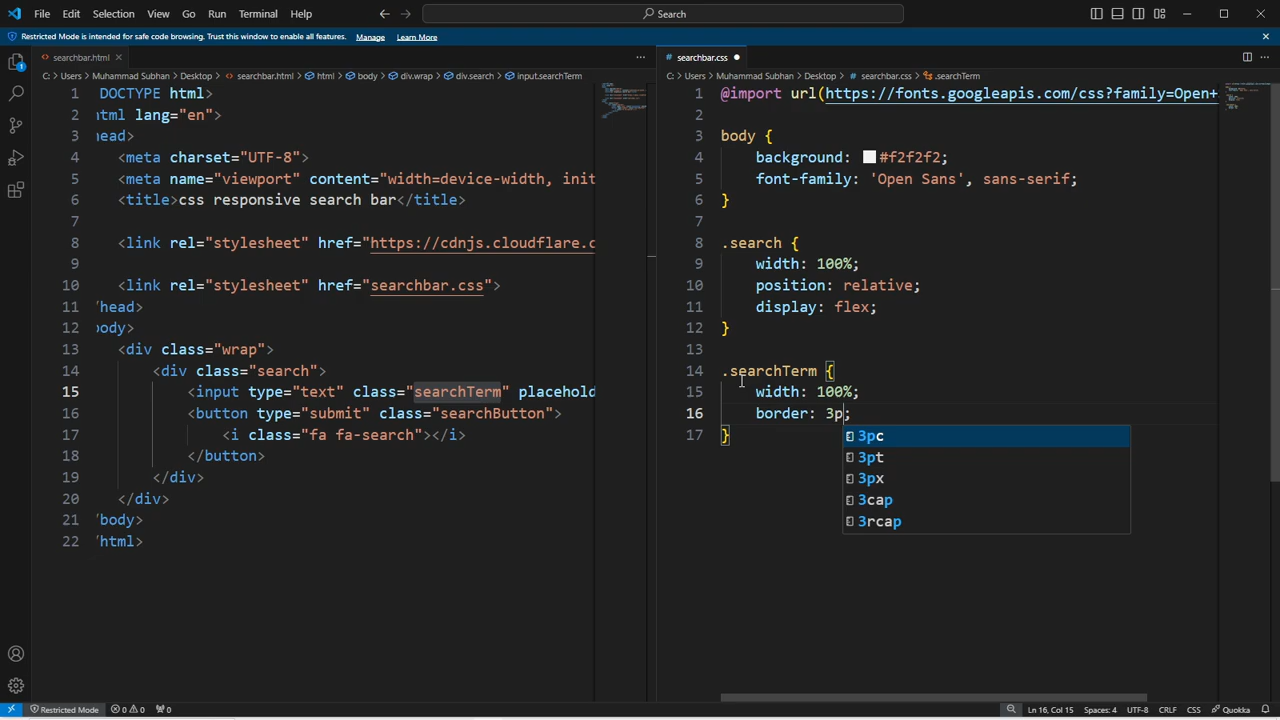 File Edit Selection View Go Run Terminal Help Search
Restricted Mode is intended for safe code browsing. Trust this window to enable all features. Manage Learn More
searchbar.html
C: > Users > Muhammad Subhan > Desktop > searchbar.html > html > body > div.wrap > div.search > input.searchTerm
1 DOCTYPE html>
2 html lang="en">
3 head>
4 <meta charset="UTF-8">
5 <meta name="viewport" content="width=device-width, init
6 <title>css responsive search bar</title>
7
8 <link rel="stylesheet" href="https://cdnjs.cloudflare.c
9
10 <link rel="stylesheet" href="searchbar.css">
11 /head>
12 body>
13 <div class="wrap">
14 <div class="search">
15 <input type="text" class="searchTerm" placehold
16 <button type="submit" class="searchButton">
17 <i class="fa fa-search"></i>
18 </button>
19 </div>
20 </div>
21 /body>
22 /html>
searchbar.css
C: > Users > Muhammad Subhan > Desktop > searchbar.css > .searchTerm
1 @import url(https://fonts.googleapis.com/css?family=Open+
2
3 body {
4 background: #f2f2f2;
5 font-family: 'Open Sans', sans-serif;
6 }
7
8 .search {
9 width: 100%;
10 position: relative;
11 display: flex;
12 }
13
14 .searchTerm {
15 width: 100%;
16 border: 3p;
17 }
3pc
3pt
3px
3cap
3rcap
1
Restricted Mode 0 0 0 Ln 16, Col 15 Spaces: 4 UTF-8 CRLF CSS Quokka